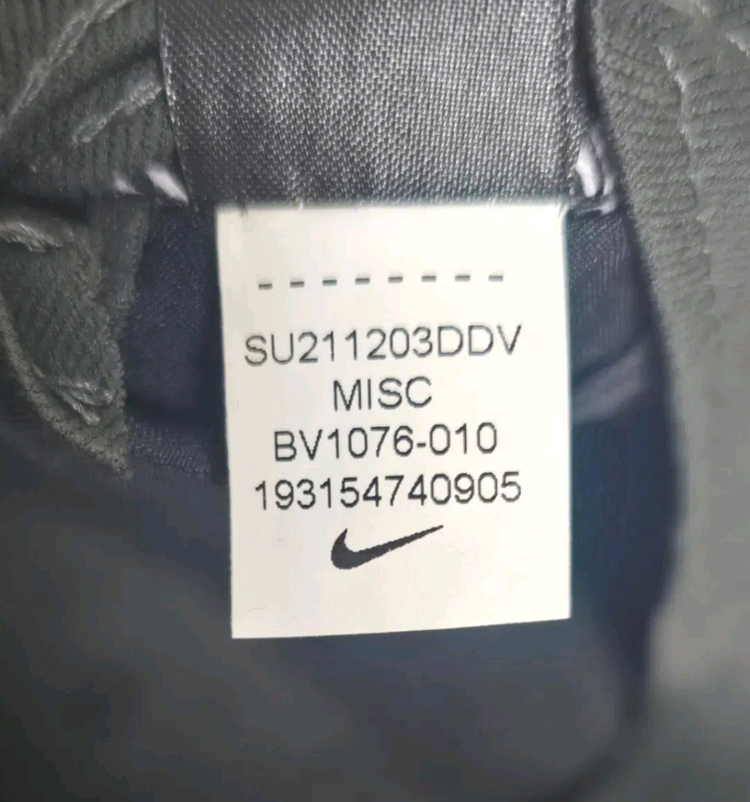 - - - - - - - -
SU211203DDV
MISC
BV1076-010
193154740905